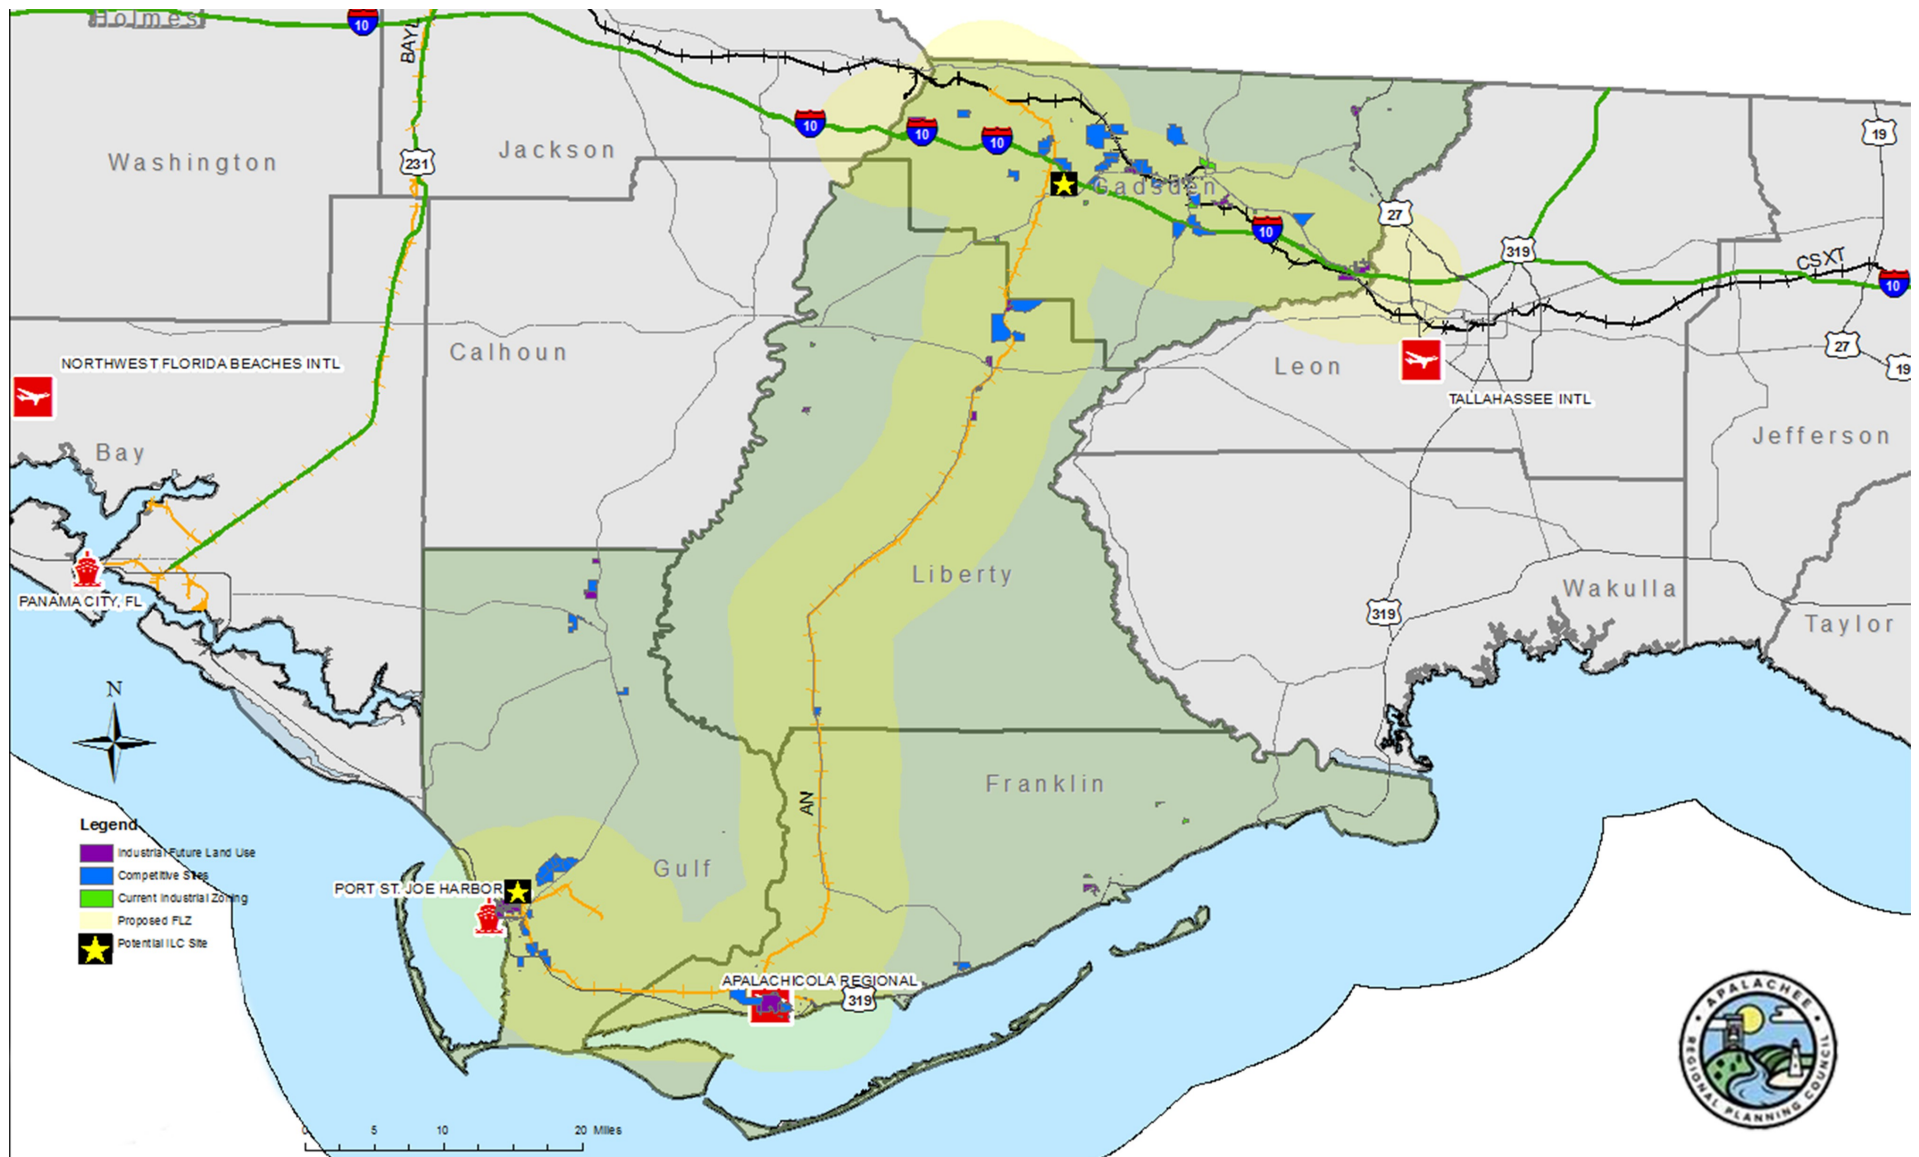 Holmes
10
BAYL
10
10
10
19
231
Washington
Jackson
Gadsden
27
10
319
CSXT
10
27
19
NORTHWEST FLORIDA BEACHES INTL
Calhoun
Leon
TALLAHASSEE INTL
Bay
Jefferson
Liberty
PANAMA CITY, FL
Wakulla
319
Taylor
N
Franklin
AN
Legend
Industrial Future Land Use
Competitive Sites
Current Industrial Zoning
Proposed FLZ
Potential ILC Site
Gulf
PORT ST. JOE HARBOR
APALACHICOLA REGIONAL
319
APALACHEE
REGIONAL PLANNING COUNCIL
0 5 10 20 Miles